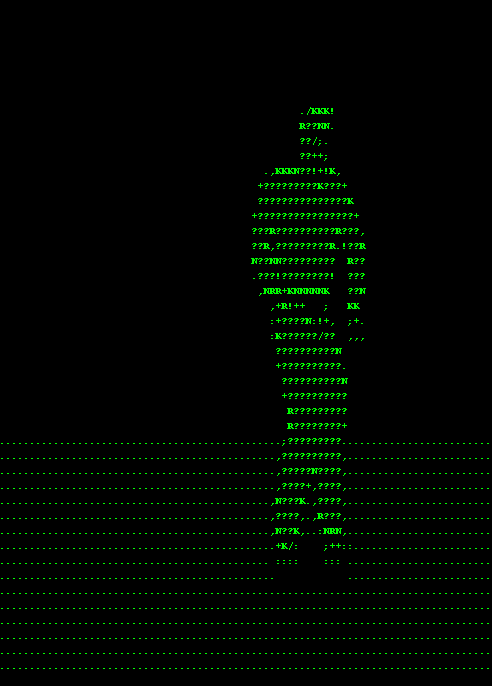 ./KKK!
R??NN.
??/;.
??++;
.,KKKN??!+!K,
+?????????K???+
???????????????K
+????????????????+
???R??????????R???,
??R,?????????R.!??R
N??NN????????? R??
.???!????????! ???
,NRR+KNNNNNK ??N
,+R!++ ; KK
:+????N:!+, ;+.
:K??????/?? ,,,
??????????N
+??????????.
??????????N
+??????????
R?????????
R????????+
...............................................;?????????.........................
..............................................,??????????,........................
..............................................,?????N????,........................
..............................................,????+,????,........................
.............................................,N???K.,????,........................
.............................................,????,.,R???,........................
.............................................,N??K,..:NRN,........................
..............................................+K/: ;++::.......................
.............................................. :::: ::: ........................
.............................................. ........................
..................................................................................
..................................................................................
..................................................................................
..................................................................................
..................................................................................
..................................................................................